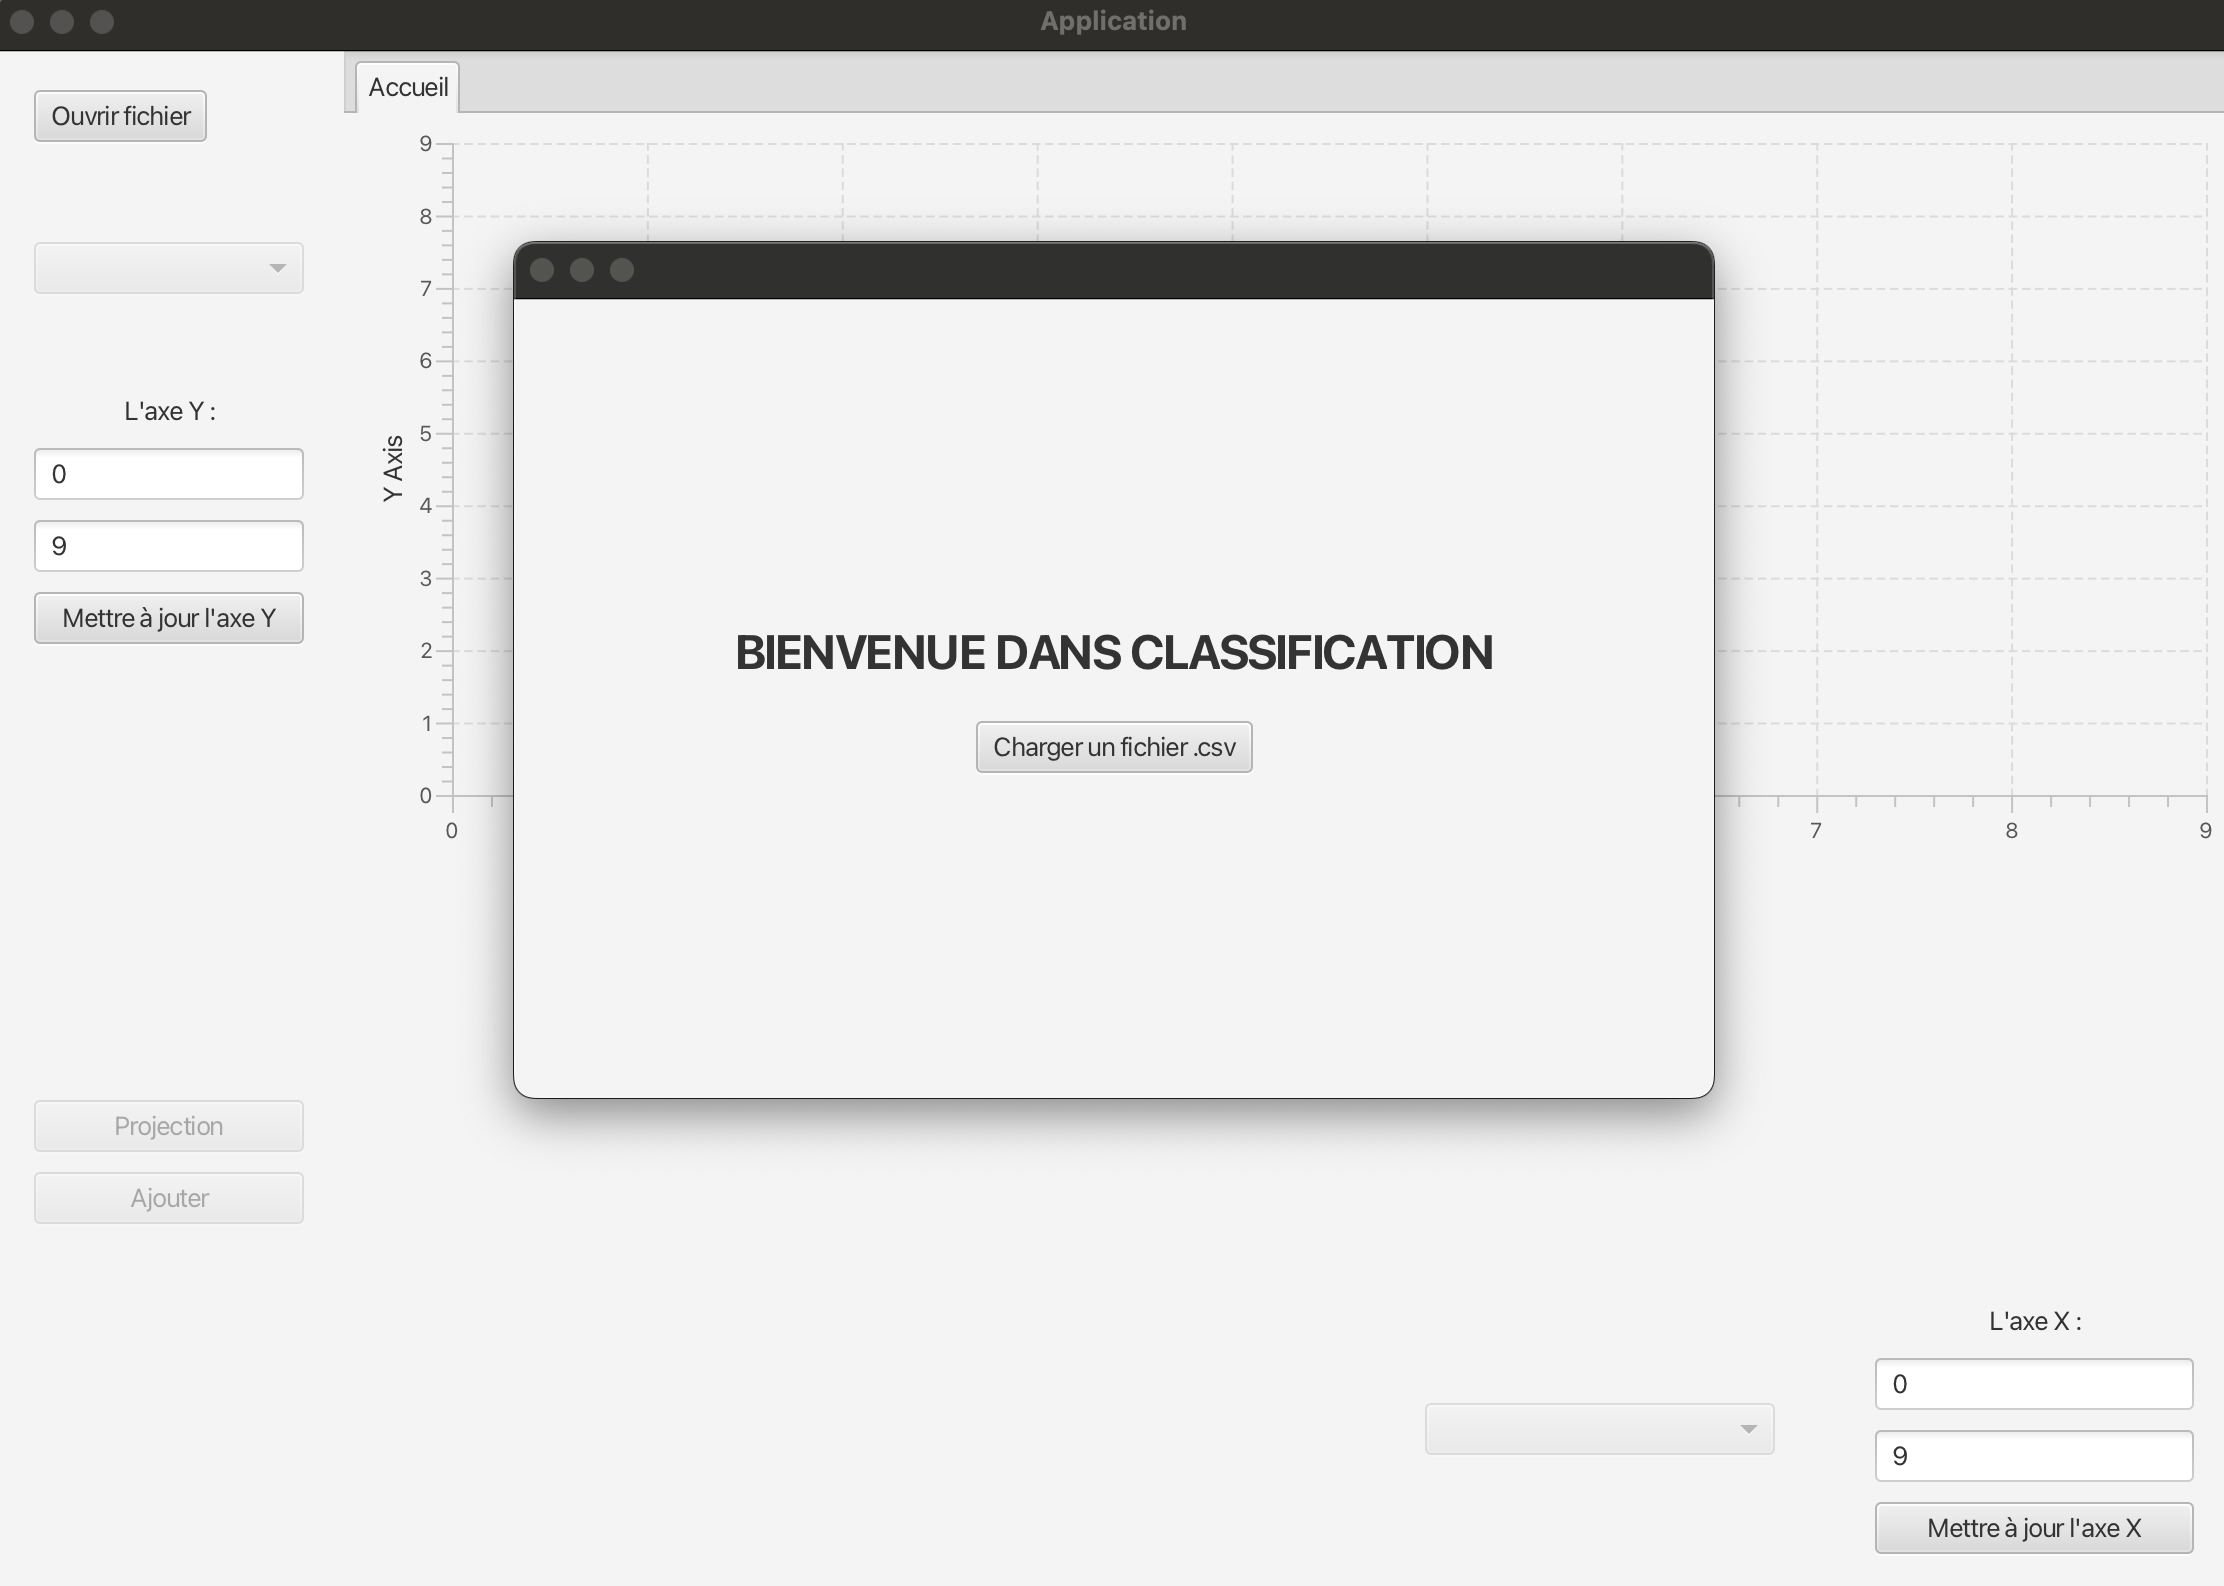 Application
Accueil
Ouvrir fichier
L'axe Y :
0
9
Mettre à jour l'axe Y
Projection
Ajouter
Y Axis
9
8
7
6
5
4
3
2
1
0
0
7
8
9
BIENVENUE DANS CLASSIFICATION
Charger un fichier .csv
L'axe X :
0
9
Mettre à jour l'axe X